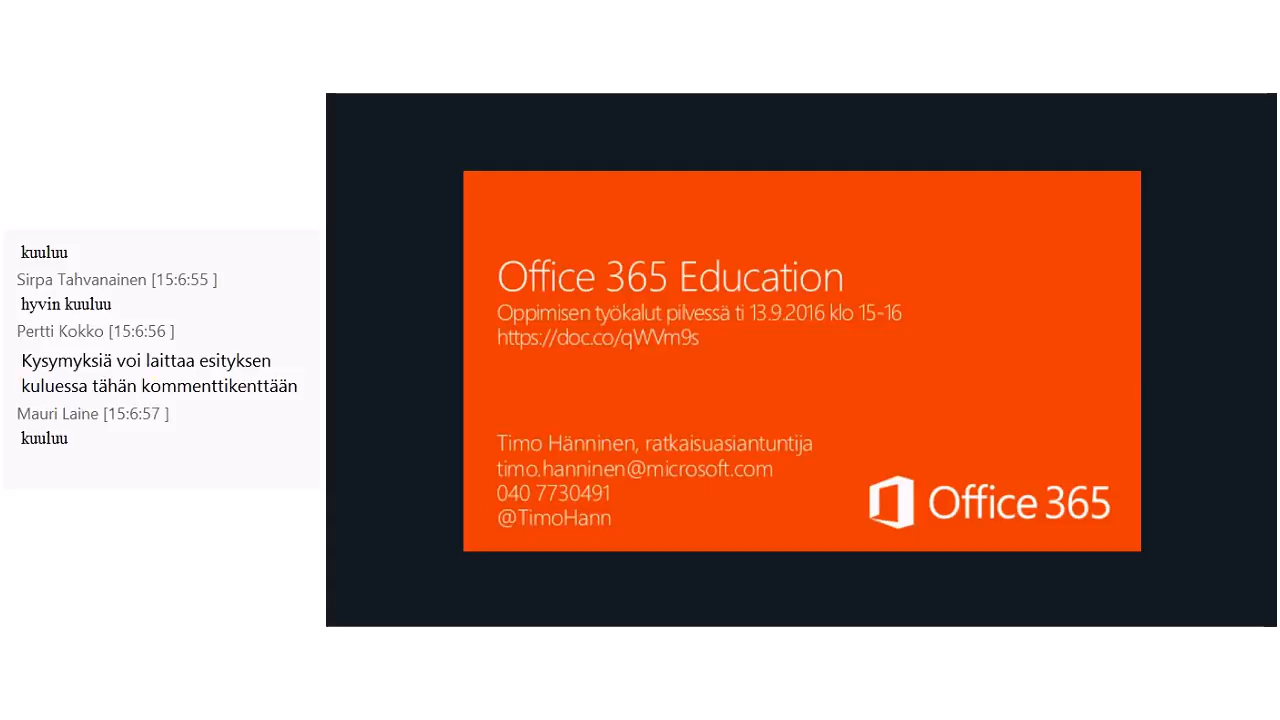 kuuluu
Sirpa Tahvanainen [15:6:55 ]
hyvin kuuluu
Pertti Kokko [15:6:56 ]
Kysymyksiä voi laittaa esityksen
kuluessa tähän kommenttikenttään
Mauri Laine [15:6:57 ]
kuuluu
Office 365 Education
Oppimisen työkalut pilvessä ti 13.9.2016 klo 15-16
https://doc.co/qWVm9s
Timo Hänninen, ratkaisuasiantuntija
timo.hanninen@microsoft.com
040 7730491
@TimoHann
Office 365